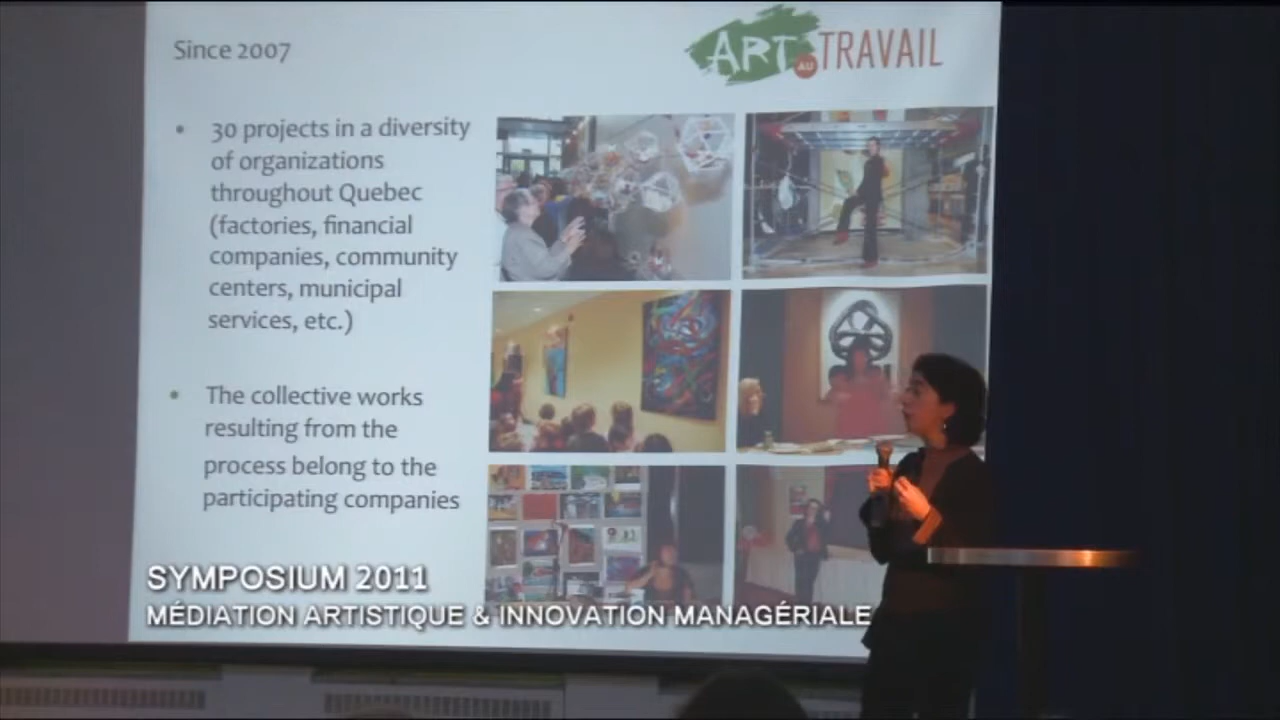 Since 2007
ART AU TRAVAIL
• 30 projects in a diversity
of organizations
throughout Quebec
(factories, financial
companies, community
centers, municipal
services, etc.)
• The collective works
resulting from the
process belong to the
participating companies
SYMPOSIUM 2011
MÉDIATION ARTISTIQUE & INNOVATION MANAGÉRIALE